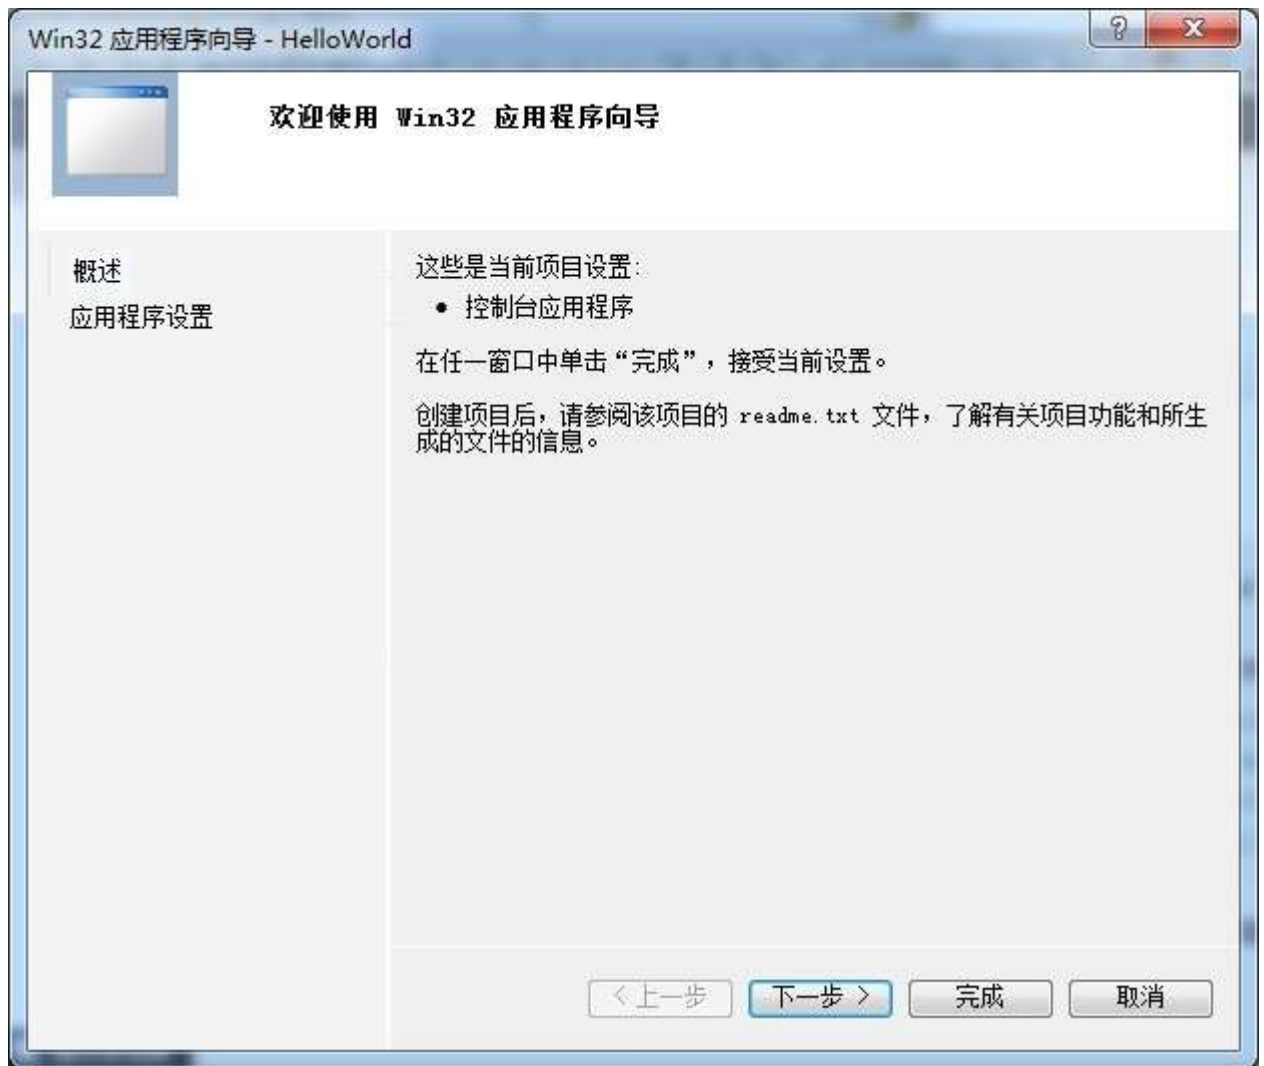 Win32 应用程序向导 - HelloWorld
欢迎使用 Win32 应用程序向导
概述
应用程序设置
这些是当前项目设置:
• 控制台应用程序
在任一窗口中单击“完成”，接受当前设置。
创建项目后，请参阅该项目的 readme.txt 文件，了解有关项目功能和所生
成的文件的信息。
< 上一步
下一步 >
完成
取消